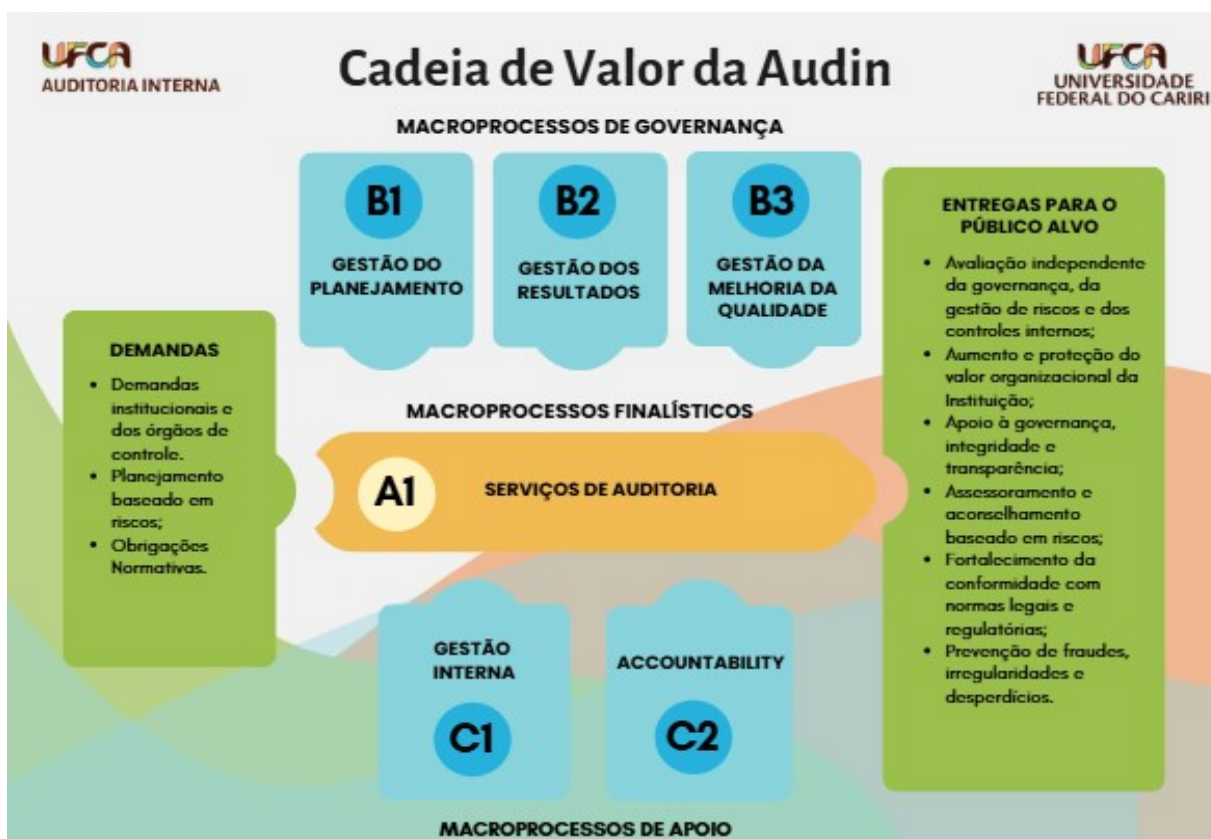 UFCA
AUDITORIA INTERNA
Cadeia de Valor da Audin
UFCA
UNIVERSIDADE
FEDERAL DO CARIRI
MACROPROCESSOS DE GOVERNANÇA
B1
GESTÃO DO
PLANEJAMENTO
B2
GESTÃO DOS
RESULTADOS
B3
GESTÃO DA
MELHORIA DA
QUALIDADE
DEMANDAS
• Demandas
institucionais e
dos órgãos de
controle.
• Planejamento
baseado em
riscos;
• Obrigações
Normativas.
MACROPROCESSOS FINALÍSTICOS
A1
SERVIÇOS DE AUDITORIA
GESTÃO
INTERNA
C1
ACCOUNTABILITY
C2
MACROPROCESSOS DE APOIO
ENTREGAS PARA O
PÚBLICO ALVO
• Avaliação independente
da governança, da
gestão de riscos e dos
controles internos;
• Aumento e proteção do
valor organizacional da
Instituição;
• Apoio à governança,
integridade e
transparência;
• Assessoramento e
aconselhamento
baseado em riscos;
• Fortalecimento da
conformidade com
normas legais e
regulatórias;
• Prevenção de fraudes,
irregularidades e
desperdícios.